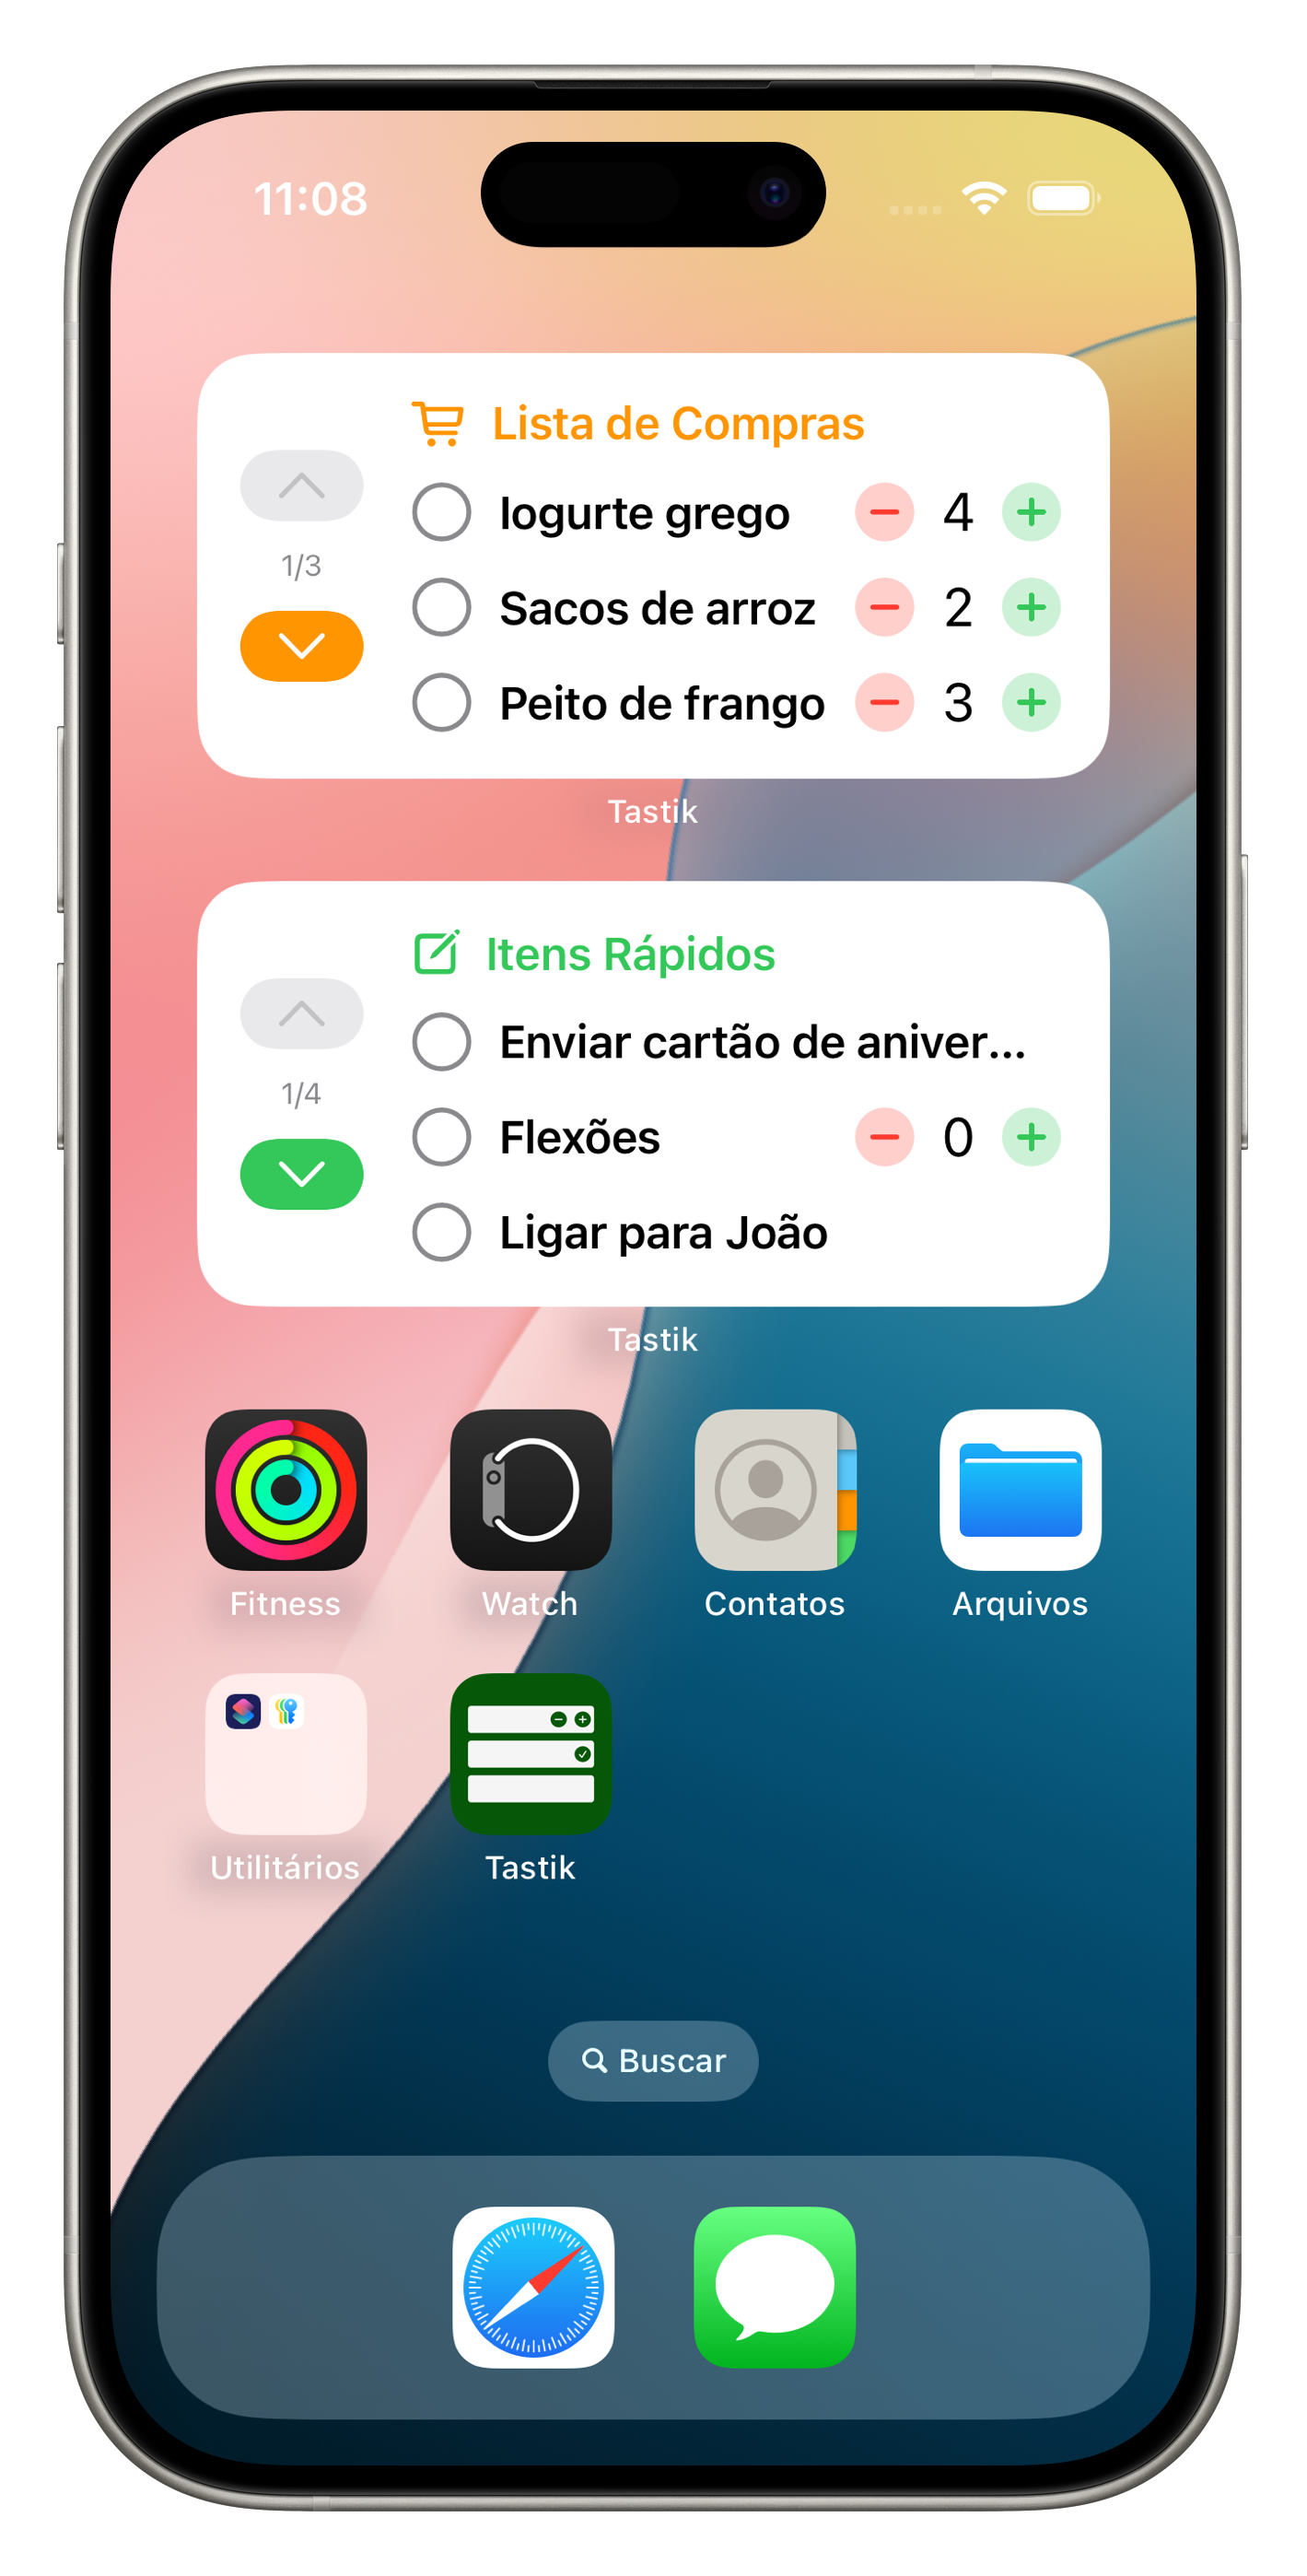 11:08
Lista de Compras
Iogurte grego 4
1/3
Sacos de arroz 2
Peito de frango 3
Tastik
Itens Rápidos
Enviar cartão de aniver...
1/4
Flexões 0
Ligar para João
Tastik
Fitness Watch Contatos Arquivos
Utilitários Tastik
Buscar